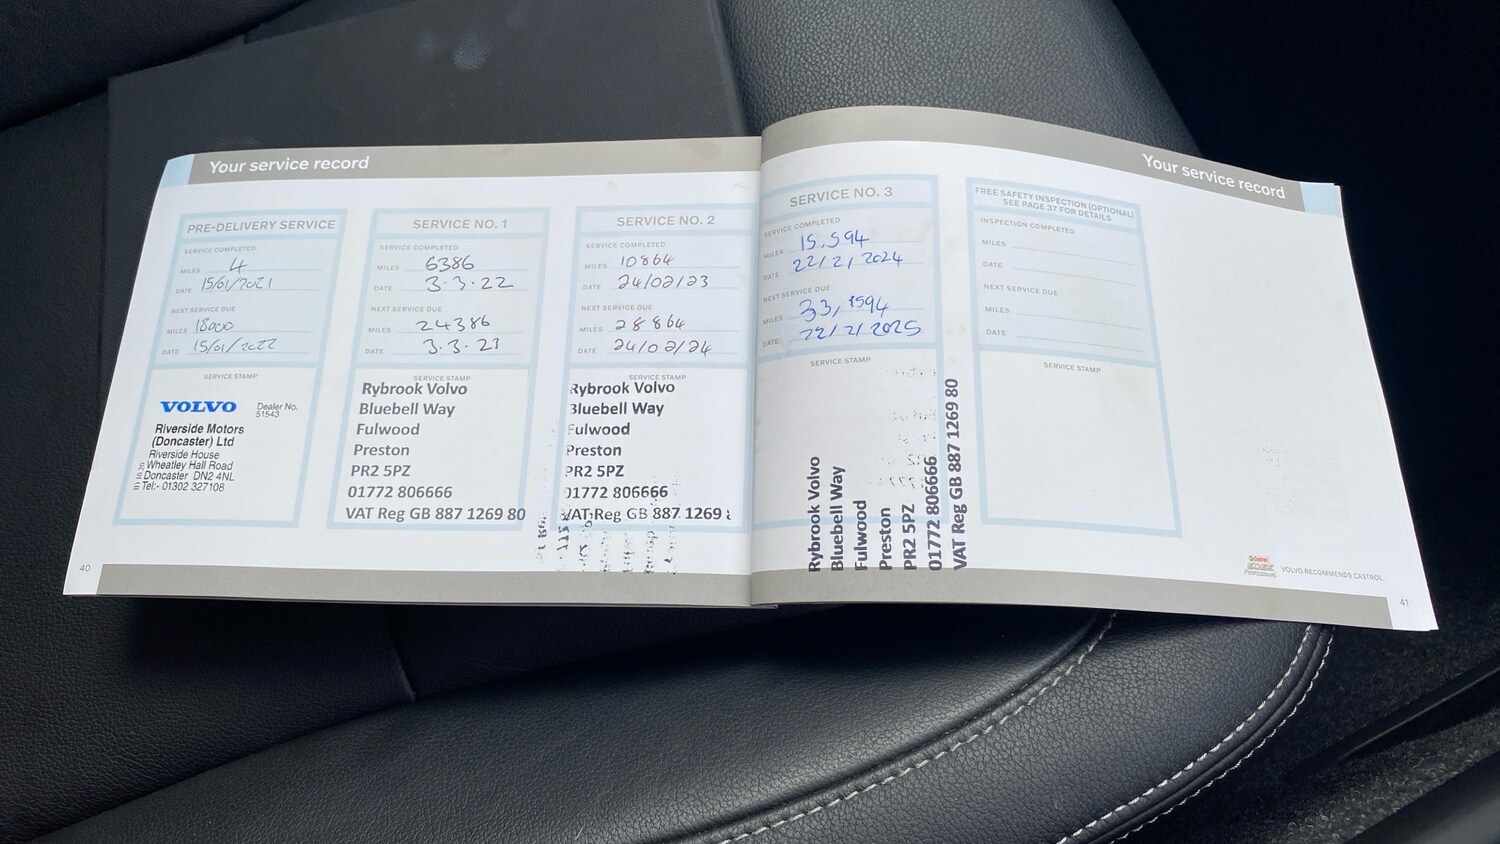 Your service record
PRE-DELIVERY SERVICE
SERVICE COMPLETED
MILES 4
DATE 15/01/2021
NEXT SERVICE DUE
MILES 18000
DATE 15/01/2022
SERVICE STAMP
VOLVO
Dealer No.
51543
Riverside Motors
(Doncaster) Ltd
Riverside House
Wheatley Hall Road
Doncaster DN2 4NL
Tel:- 01302 327108
SERVICE NO. 1
SERVICE COMPLETED
MILES 6386
DATE 3.3.22
NEXT SERVICE DUE
MILES 24386
DATE 3.3.23
SERVICE STAMP
Rybrook Volvo
Bluebell Way
Fulwood
Preston
PR2 5PZ
01772 806666
VAT Reg GB 887 1269 80
SERVICE NO. 2
SERVICE COMPLETED
MILES 10864
DATE 24/02/23
NEXT SERVICE DUE
MILES 28864
DATE 24/02/24
SERVICE STAMP
Rybrook Volvo
Bluebell Way
Fulwood
Preston
PR2 5PZ
01772 806666
VAT Reg GB 887 1269
40
Your service record
SERVICE NO. 3
SERVICE COMPLETED
MILES 15,594
DATE 22/2/2024
NEXT SERVICE DUE
MILES 33,594
DATE 22/2/2025
SERVICE STAMP
Rybrook Volvo
Bluebell Way
Fulwood
Preston
PR2 5PZ
01772 806666
VAT Reg GB 887 1269 80
FREE SAFETY INSPECTION (OPTIONAL)
SEE PAGE 37 FOR DETAILS
INSPECTION COMPLETED
MILES
DATE
NEXT SERVICE DUE
MILES
DATE
SERVICE STAMP
Castrol
EDGE
PROFESSIONAL
VOLVO RECOMMENDS CASTROL
41